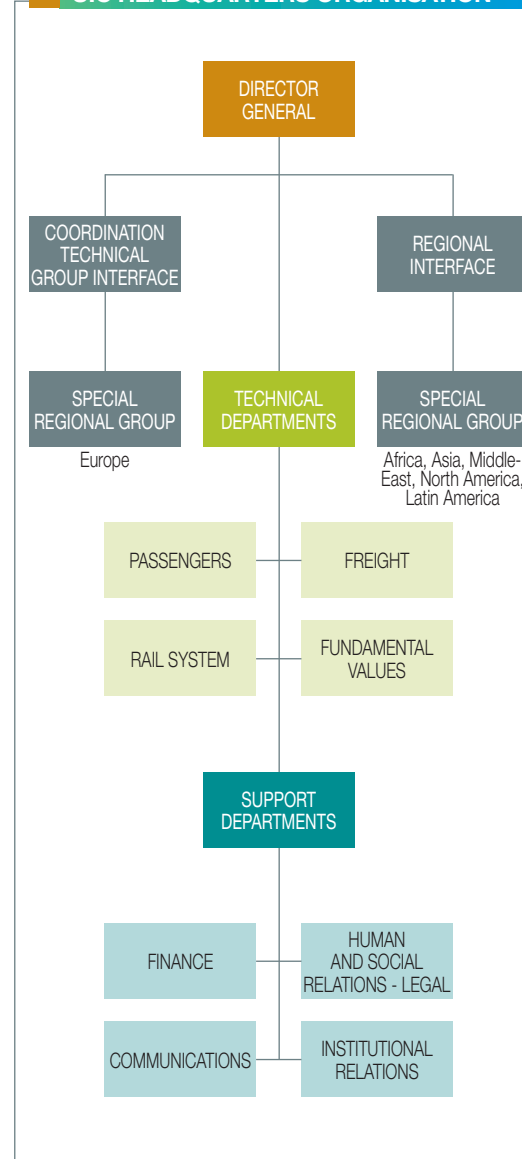 DIRECTOR
GENERAL
COORDINATION
TECHNICAL
GROUP INTERFACE
REGIONAL
INTERFACE
SPECIAL
REGIONAL GROUP
Europe
TECHNICAL
DEPARTMENTS
SPECIAL
REGIONAL GROUP
Africa, Asia, Middle-
East, North America,
Latin America
PASSENGERS
FREIGHT
RAIL SYSTEM
FUNDAMENTAL
VALUES
SUPPORT
DEPARTMENTS
FINANCE
HUMAN
AND SOCIAL
RELATIONS - LEGAL
COMMUNICATIONS
INSTITUTIONAL
RELATIONS